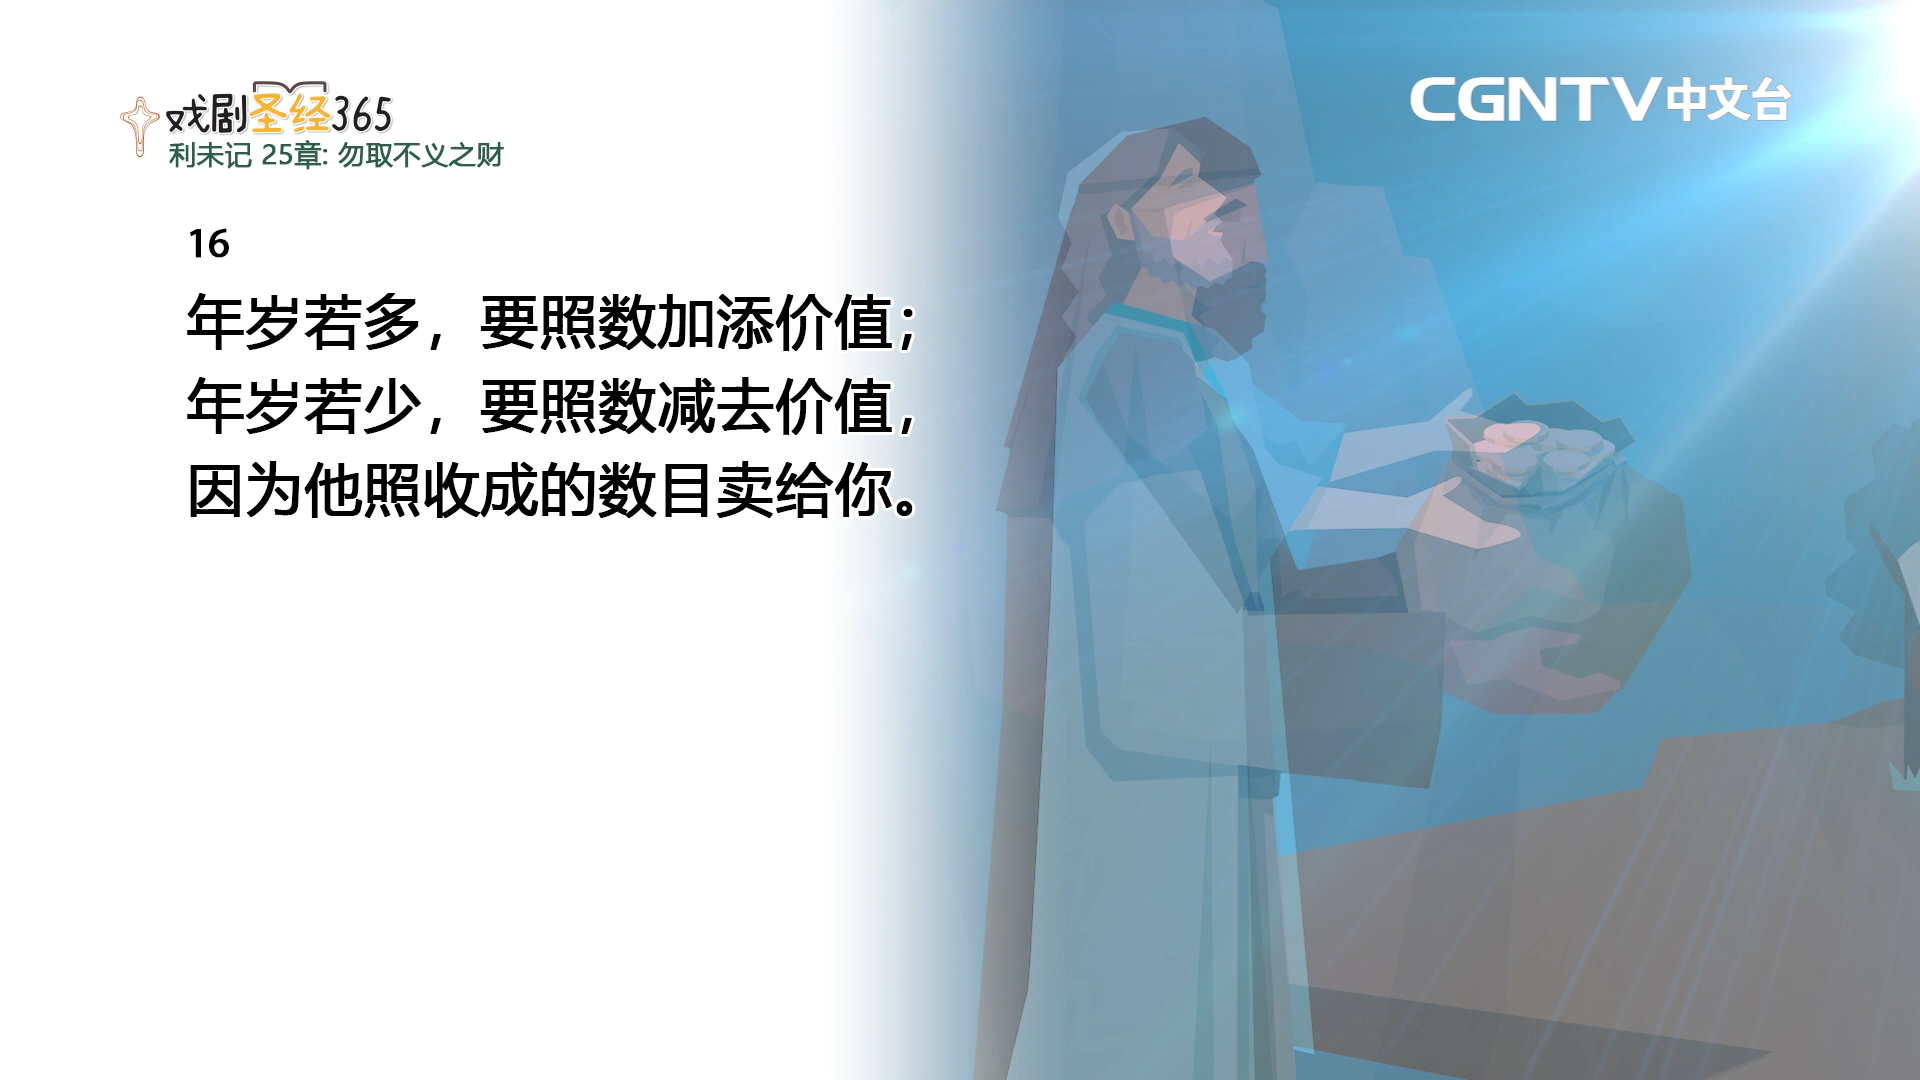 戏剧圣经365
利未记 25章: 勿取不义之财
CGNTV中文台
16
年岁若多，要照数加添价值；
年岁若少，要照数减去价值，
因为他照收成的数目卖给你。